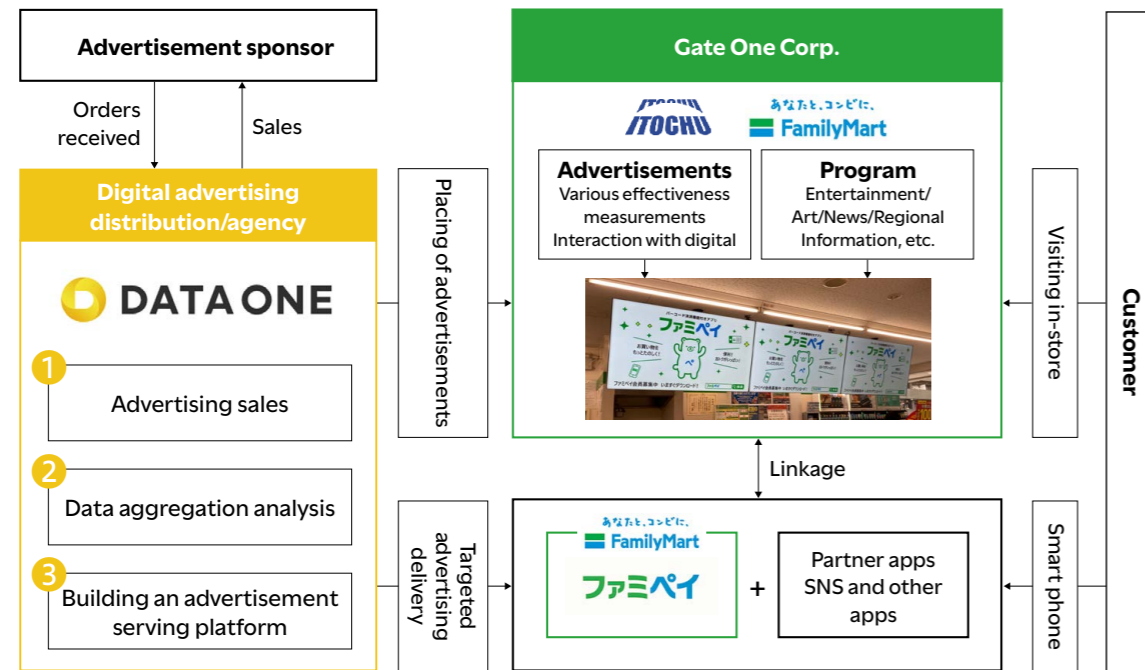 Advertisement sponsor
Orders
received
Sales
Digital advertising
distribution/agency
DATA ONE
1
Advertising sales
2
Data aggregation analysis
3
Building an advertisement
serving platform
Placing of advertisements
Targeted
advertising
delivery
Gate One Corp.
ITOCHU
あなたと、コンビに、
FamilyMart
Advertisements
Various effectiveness
measurements
Interaction with digital
Program
Entertainment/
Art/News/Regional
Information, etc.
ファミペイ
ペ
ファミペイ
ペ
ファミペイ
Linkage
あなたと、コンビに、
FamilyMart
ファミペイ
+
Partner apps
SNS and other
apps
Visiting in-store
Smart phone
Customer